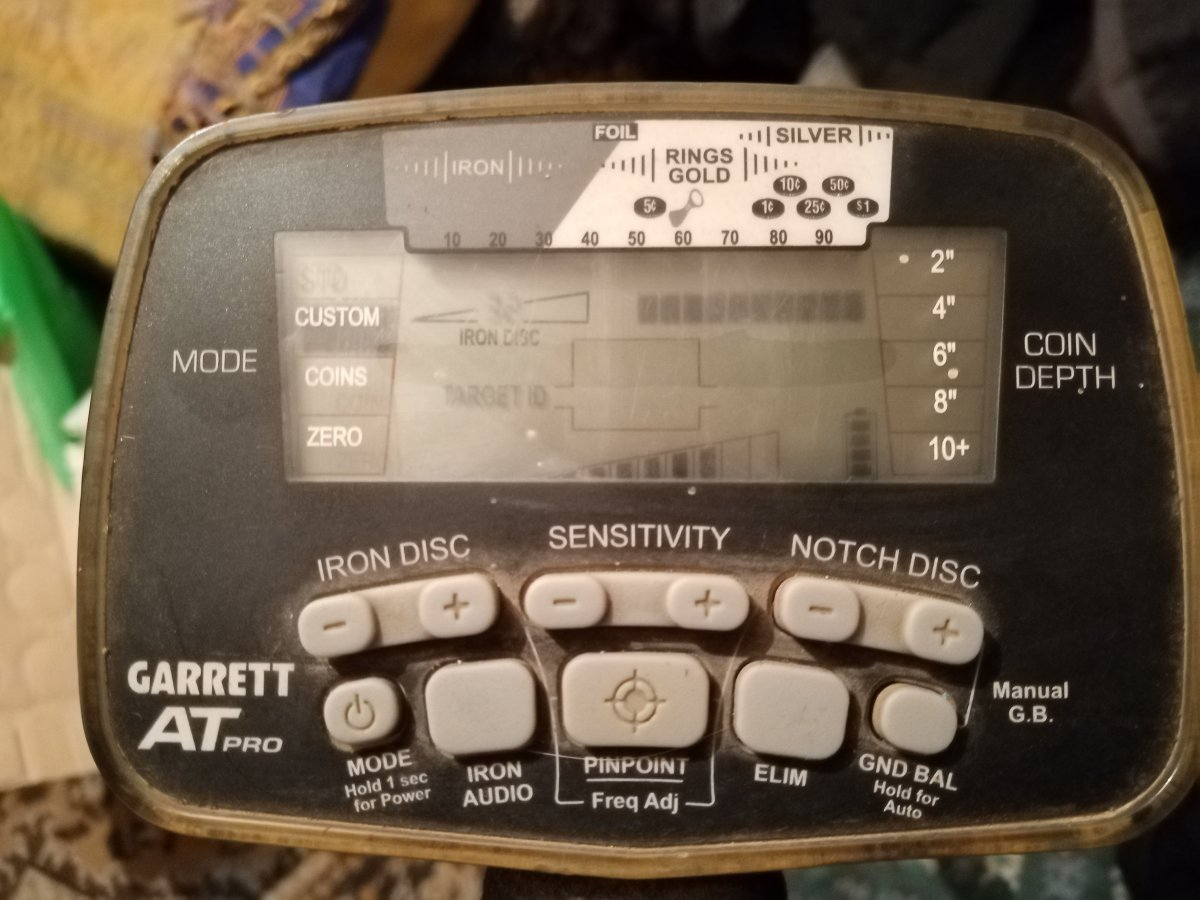 FOIL
SILVER
IRON
RINGS
GOLD
10¢ 50¢
5¢ 1¢ 25¢ $1
10 20 30 40 50 60 70 80 90
2"
CUSTOM
4"
IRON DISC
MODE
COINS
6"
COIN
DEPTH
TARGET ID
8"
ZERO
10+
IRON DISC
SENSITIVITY
NOTCH DISC
- + - + - +
GARRETT
AT PRO
MODE
Hold 1 sec
for Power
IRON
AUDIO
PINPOINT
Freq Adj
ELIM
GND BAL
Hold for
Auto
Manual
G.B.